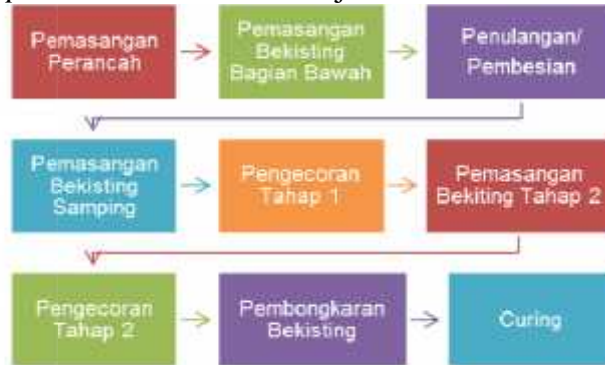 Pemasangan
Perancah
Pemasangan
Bekisting
Bagian Bawah
Penulangan/
Pembesian
Pemasangan
Bekisting
Samping
Pengecoran
Tahap 1
Pemasangan
Bekiting Tahap 2
Pengecoran
Tahap 2
Pembongkaran
Bekisting
Curing